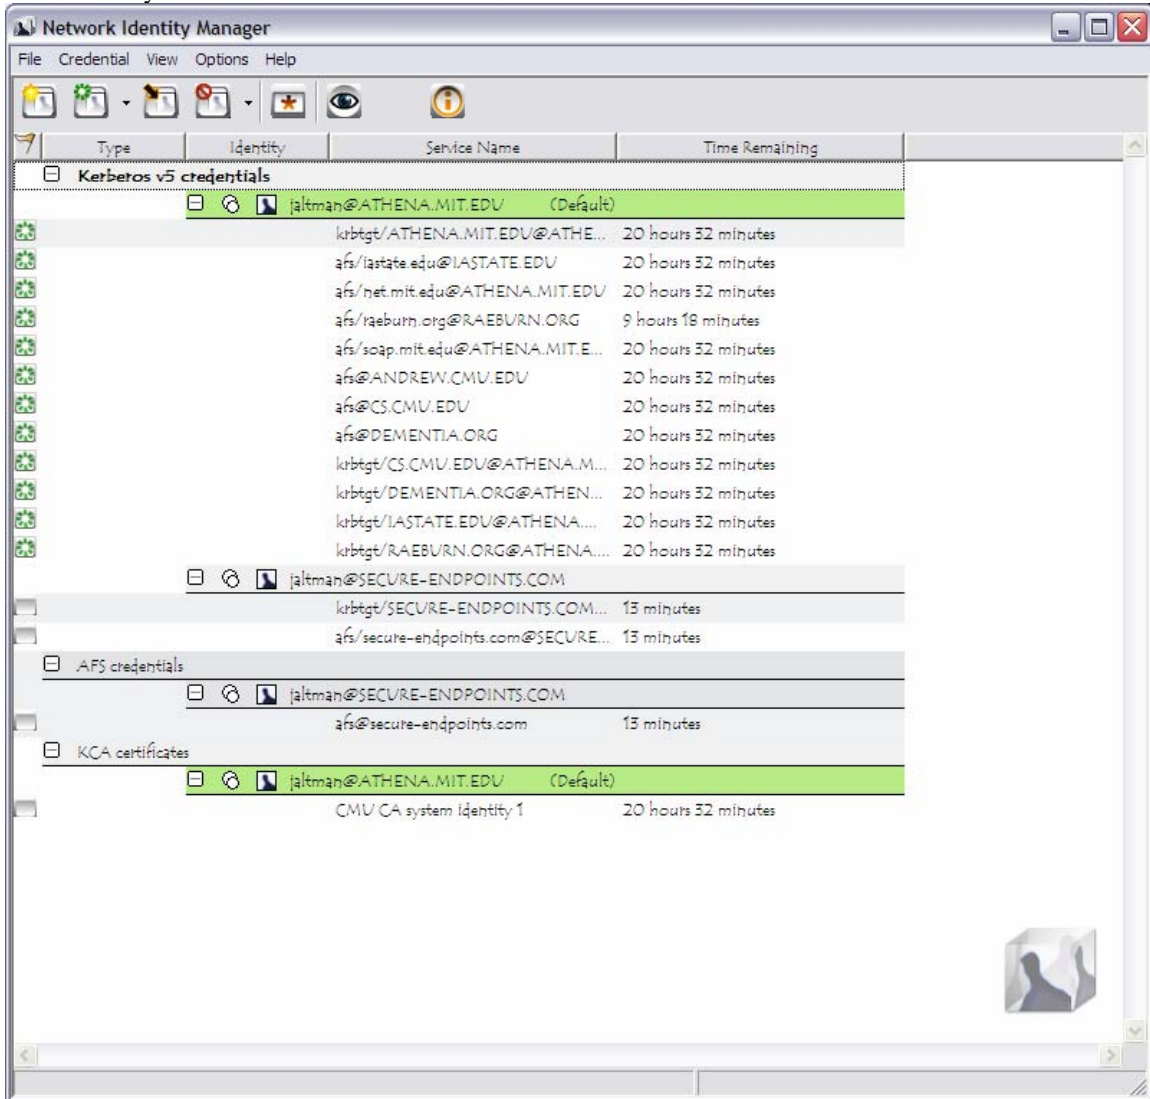 Network Identity Manager
File Credential View Options Help
Type Identity Service Name Time Remaining
Kerberos v5 credentials
jaltman@ATHENA.MIT.EDU (Default)
krbtgt/ATHENA.MIT.EDU@ATHE... 20 hours 32 minutes
afs/iastate.edu@IASTATE.EDU 20 hours 32 minutes
afs/net.mit.edu@ATHENA.MIT.EDU 20 hours 32 minutes
afs/raeburn.org@RAEBURN.ORG 9 hours 18 minutes
afs/soap.mit.edu@ATHENA.MIT.E... 20 hours 32 minutes
afs@ANDREW.CMU.EDU 20 hours 32 minutes
afs@CS.CMU.EDU 20 hours 32 minutes
afs@DEMENTIA.ORG 20 hours 32 minutes
krbtgt/CS.CMU.EDU@ATHENA.M... 20 hours 32 minutes
krbtgt/DEMENTIA.ORG@ATHEN... 20 hours 32 minutes
krbtgt/IASTATE.EDU@ATHENA.... 20 hours 32 minutes
krbtgt/RAEBURN.ORG@ATHENA.... 20 hours 32 minutes
jaltman@SECURE-ENDPOINTS.COM
krbtgt/SECURE-ENDPOINTS.COM... 13 minutes
afs/secure-endpoints.com@SECURE... 13 minutes
AFS credentials
jaltman@SECURE-ENDPOINTS.COM
afs@secure-endpoints.com 13 minutes
KCA certificates
jaltman@ATHENA.MIT.EDU (Default)
CMU CA system identity 1 20 hours 32 minutes